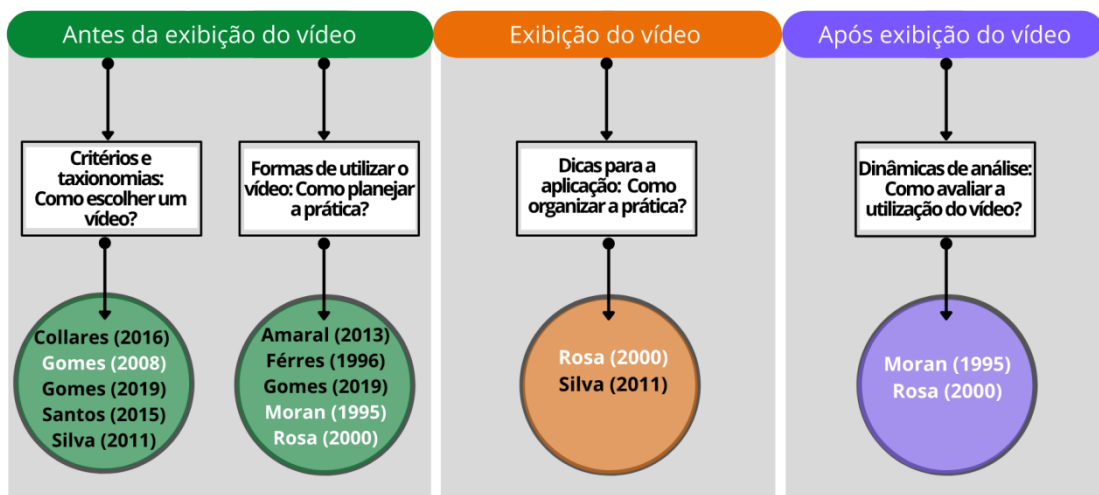 Antes da exibição do vídeo
Exibição do vídeo
Após exibição do vídeo
Critérios e
taxionomias:
Como escolher um
vídeo?
Formas de utilizar o
vídeo: Como planejar
a prática?
Dicas para a
aplicação: Como
organizar a prática?
Dinâmicas de análise:
Como avaliar a
utilização do vídeo?
Collares (2016)
Gomes (2008)
Gomes (2019)
Santos (2015)
Silva (2011)
Amaral (2013)
Férres (1996)
Gomes (2019)
Moran (1995)
Rosa (2000)
Rosa (2000)
Silva (2011)
Moran (1995)
Rosa (2000)